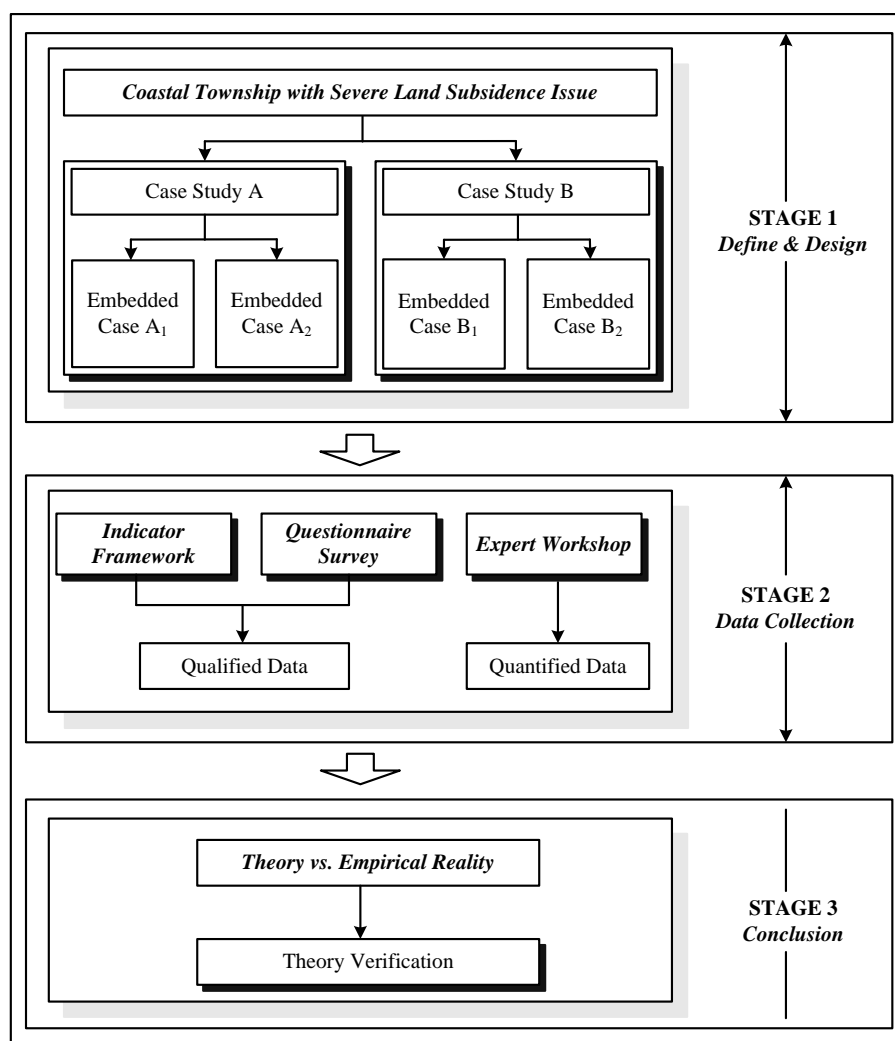 Coastal Township with Severe Land Subsidence Issue
Case Study A
Case Study B
Embedded
Case A₁
Embedded
Case A₂
Embedded
Case B₁
Embedded
Case B₂
STAGE 1
Define & Design
Indicator
Framework
Questionnaire
Survey
Expert Workshop
Qualified Data
Quantified Data
STAGE 2
Data Collection
Theory vs. Empirical Reality
Theory Verification
STAGE 3
Conclusion